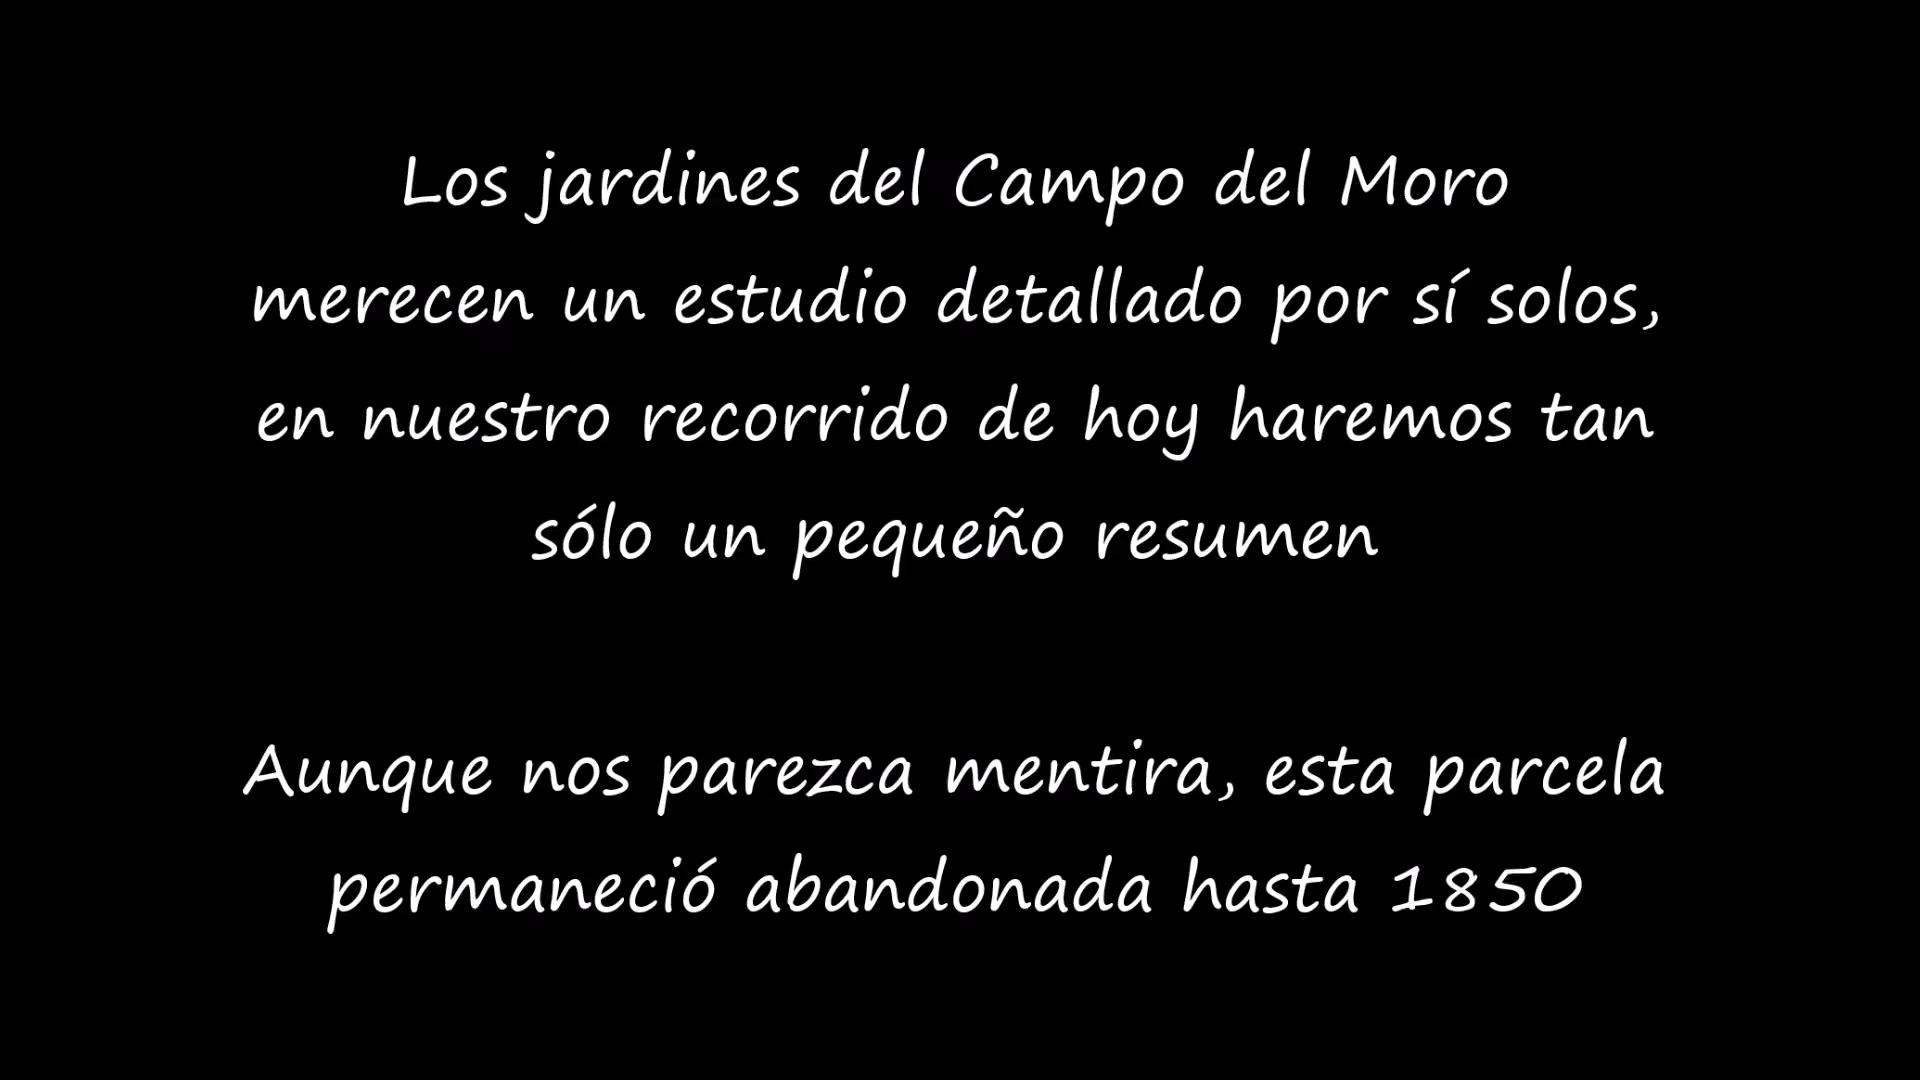 Los jardines del Campo del Moro
merecen un estudio detallado por sí solos,
en nuestro recorrido de hoy haremos tan
sólo un pequeño resumen
Aunque nos parezca mentira, esta parcela
permaneció abandonada hasta 1850